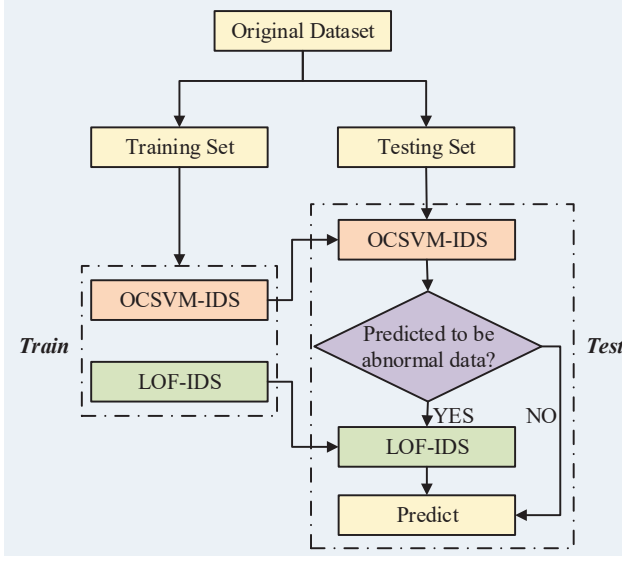 Original Dataset
Training Set
Testing Set
OCSVM-IDS
OCSVM-IDS
Predicted to be
abnormal data?
Train
Test
LOF-IDS
YES
NO
LOF-IDS
Predict